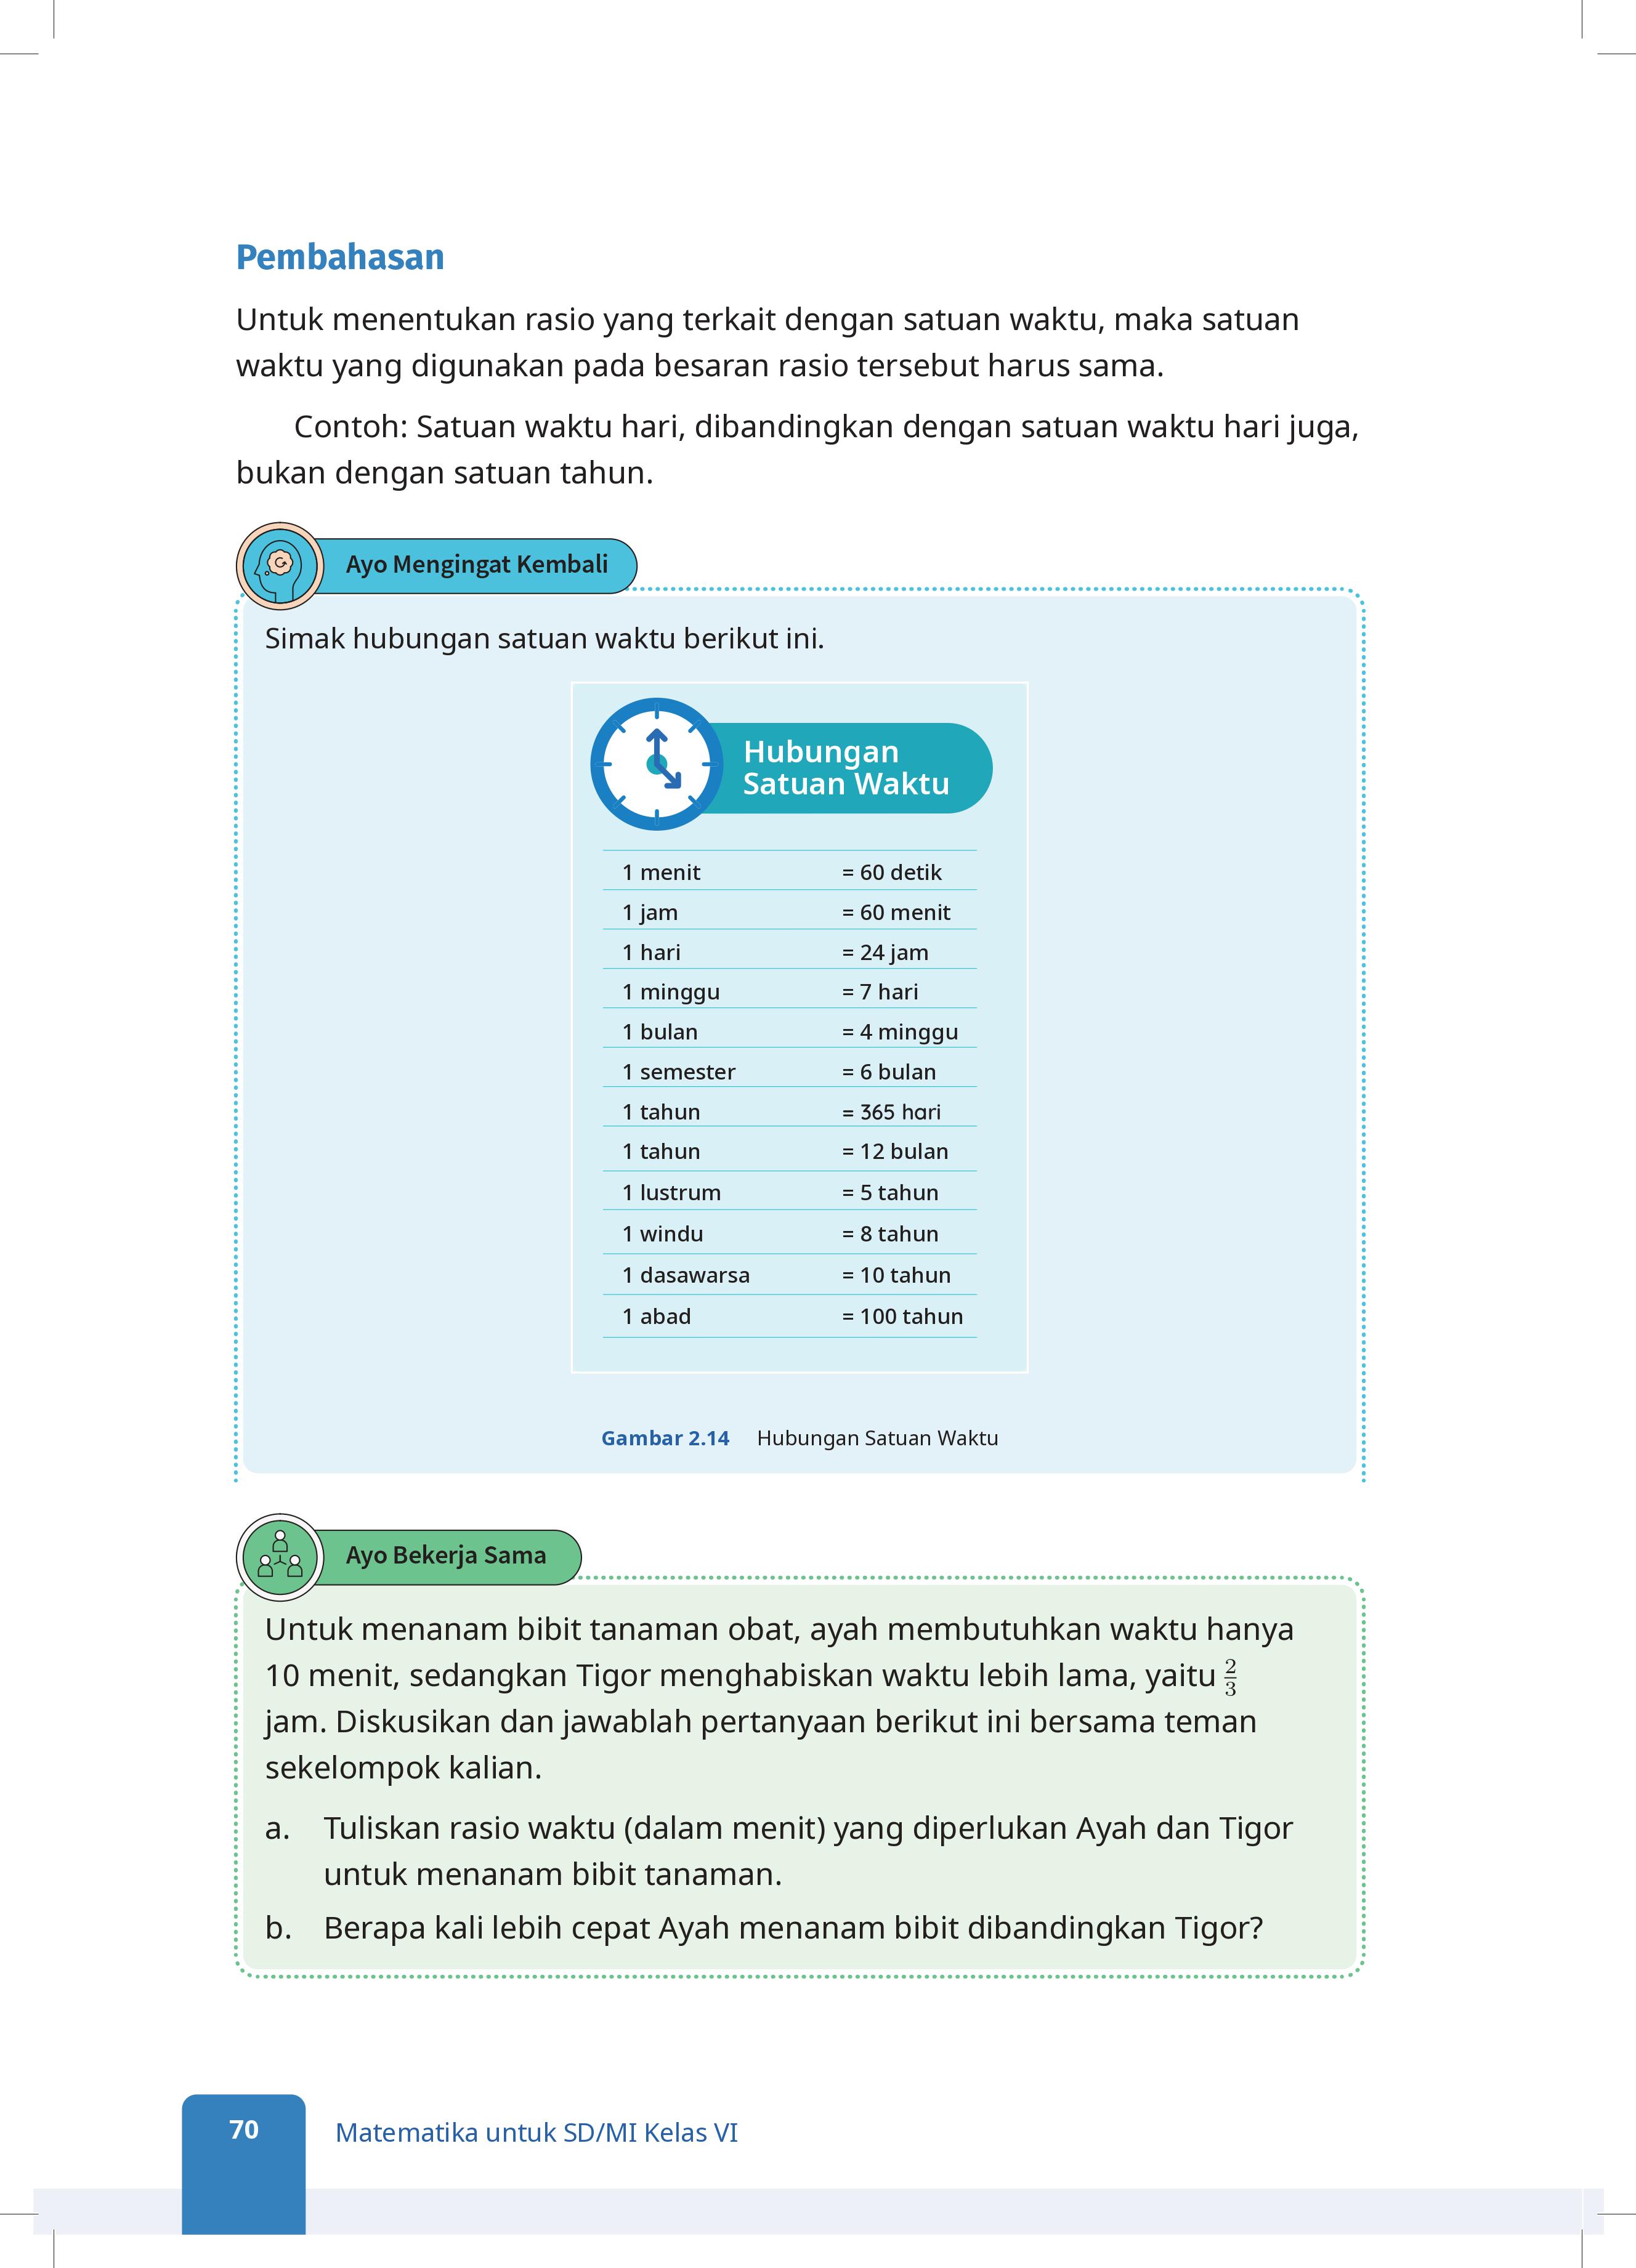 Pembahasan
Untuk menentukan rasio yang terkait dengan satuan waktu, maka satuan
waktu yang digunakan pada besaran rasio tersebut harus sama.
Contoh: Satuan waktu hari, dibandingkan dengan satuan waktu hari juga,
bukan dengan satuan tahun.
Ayo Mengingat Kembali
Simak hubungan satuan waktu berikut ini.
Hubungan
Satuan Waktu
1 menit = 60 detik
1 jam = 60 menit
1 hari = 24 jam
1 minggu = 7 hari
1 bulan = 4 minggu
1 semester = 6 bulan
1 tahun = 365 hari
1 tahun = 12 bulan
1 lustrum = 5 tahun
1 windu = 8 tahun
1 dasawarsa = 10 tahun
1 abad = 100 tahun
Gambar 2.14 Hubungan Satuan Waktu
Ayo Bekerja Sama
Untuk menanam bibit tanaman obat, ayah membutuhkan waktu hanya
10 menit, sedangkan Tigor menghabiskan waktu lebih lama, yaitu 2/3
jam. Diskusikan dan jawablah pertanyaan berikut ini bersama teman
sekelompok kalian.
a. Tuliskan rasio waktu (dalam menit) yang diperlukan Ayah dan Tigor
untuk menanam bibit tanaman.
b. Berapa kali lebih cepat Ayah menanam bibit dibandingkan Tigor?
70 Matematika untuk SD/MI Kelas VI